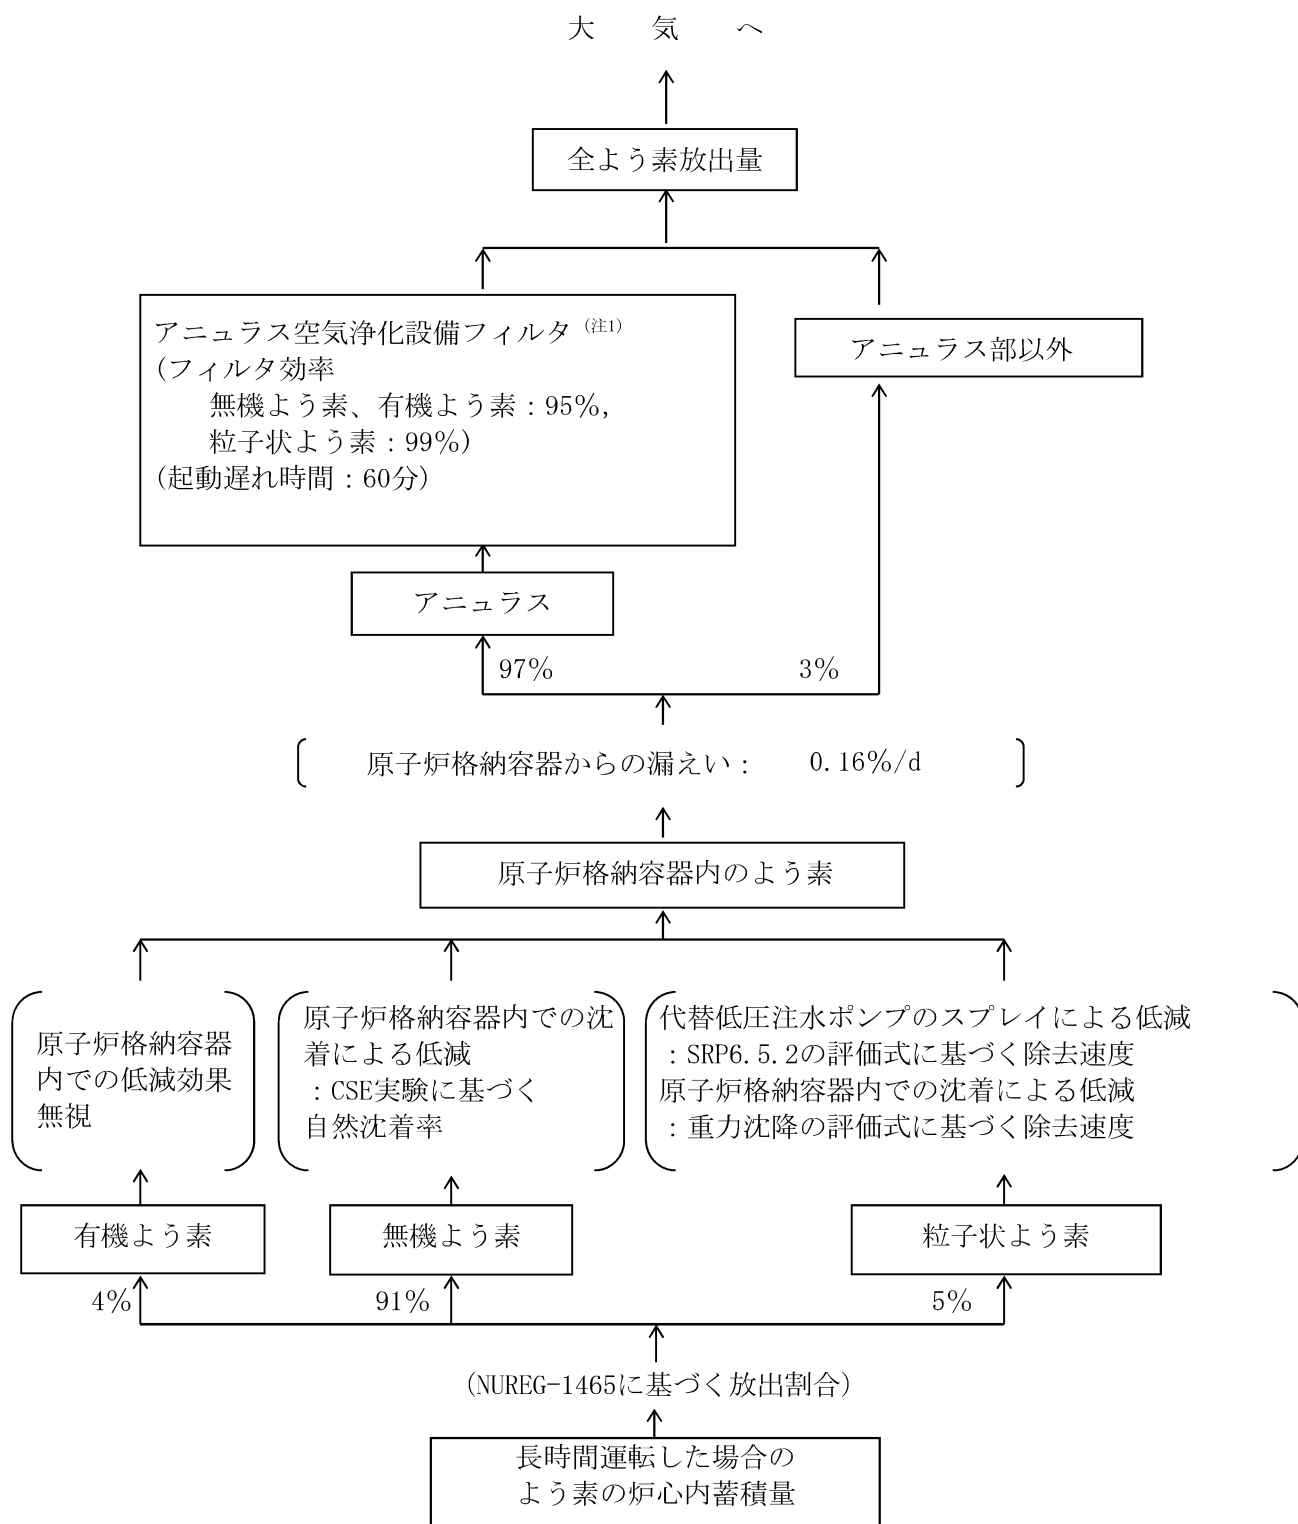 大 気 へ
全よう素放出量
アニュラス空気浄化設備フィルタ(注1)
(フィルタ効率
無機よう素、有機よう素:95%,
粒子状よう素:99%)
(起動遅れ時間:60分)
アニュラス部以外
アニュラス
97%
3%
原子炉格納容器からの漏えい: 0.16%/d
原子炉格納容器内のよう素
原子炉格納容器
内での低減効果
無視
原子炉格納容器内での沈
着による低減
:CSE実験に基づく
自然沈着率
代替低圧注水ポンプのスプレイによる低減
:SRP6.5.2の評価式に基づく除去速度
原子炉格納容器内での沈着による低減
:重力沈降の評価式に基づく除去速度
有機よう素
無機よう素
粒子状よう素
4%
91%
5%
(NUREG-1465に基づく放出割合)
長時間運転した場合の
よう素の炉心内蓄積量